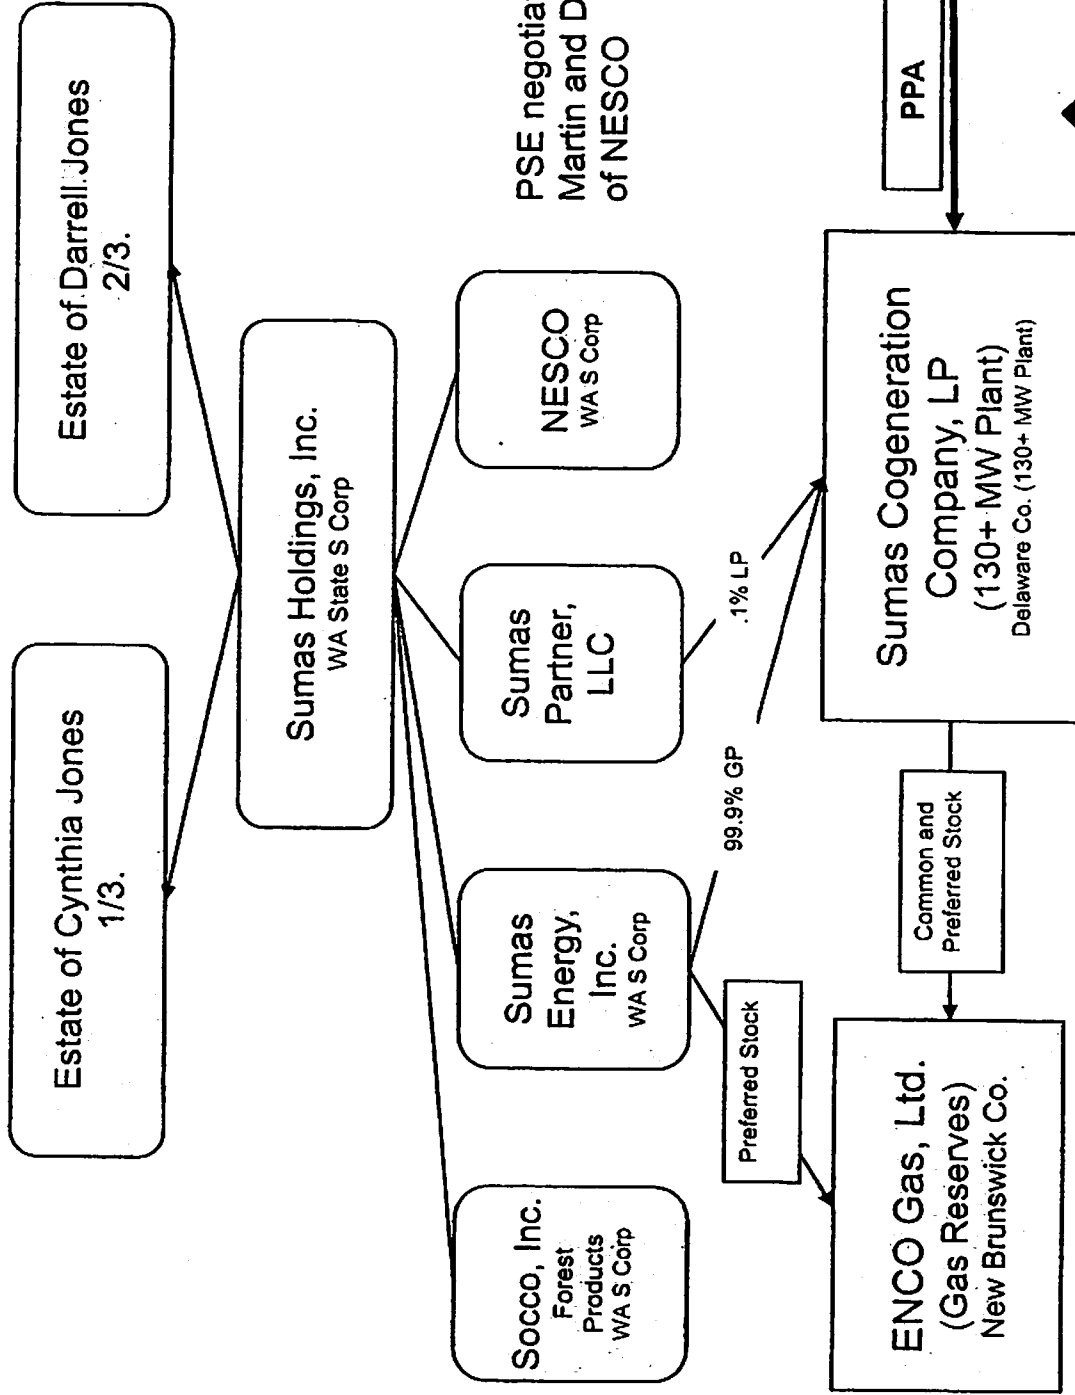 Estate of Cynthia Jones
1/3.
Estate of Darrell Jones
2/3.
Sumas Holdings, Inc.
WA State S Corp
Socco, Inc.
Forest
Products
WA S Corp
Sumas
Energy,
Inc.
WA S Corp
Sumas
Partner,
LLC
NESCO
WA S Corp
PSE negotia
Martin and D
of NESCO
Preferred Stock
99.9% GP
.1% LP
PPA
ENCO Gas, Ltd.
(Gas Reserves)
New Brunswick Co.
Common and
Preferred Stock
Sumas Cogeneration
Company, LP
(130+ MW Plant)
Delaware Co. (130+ MW Plant)